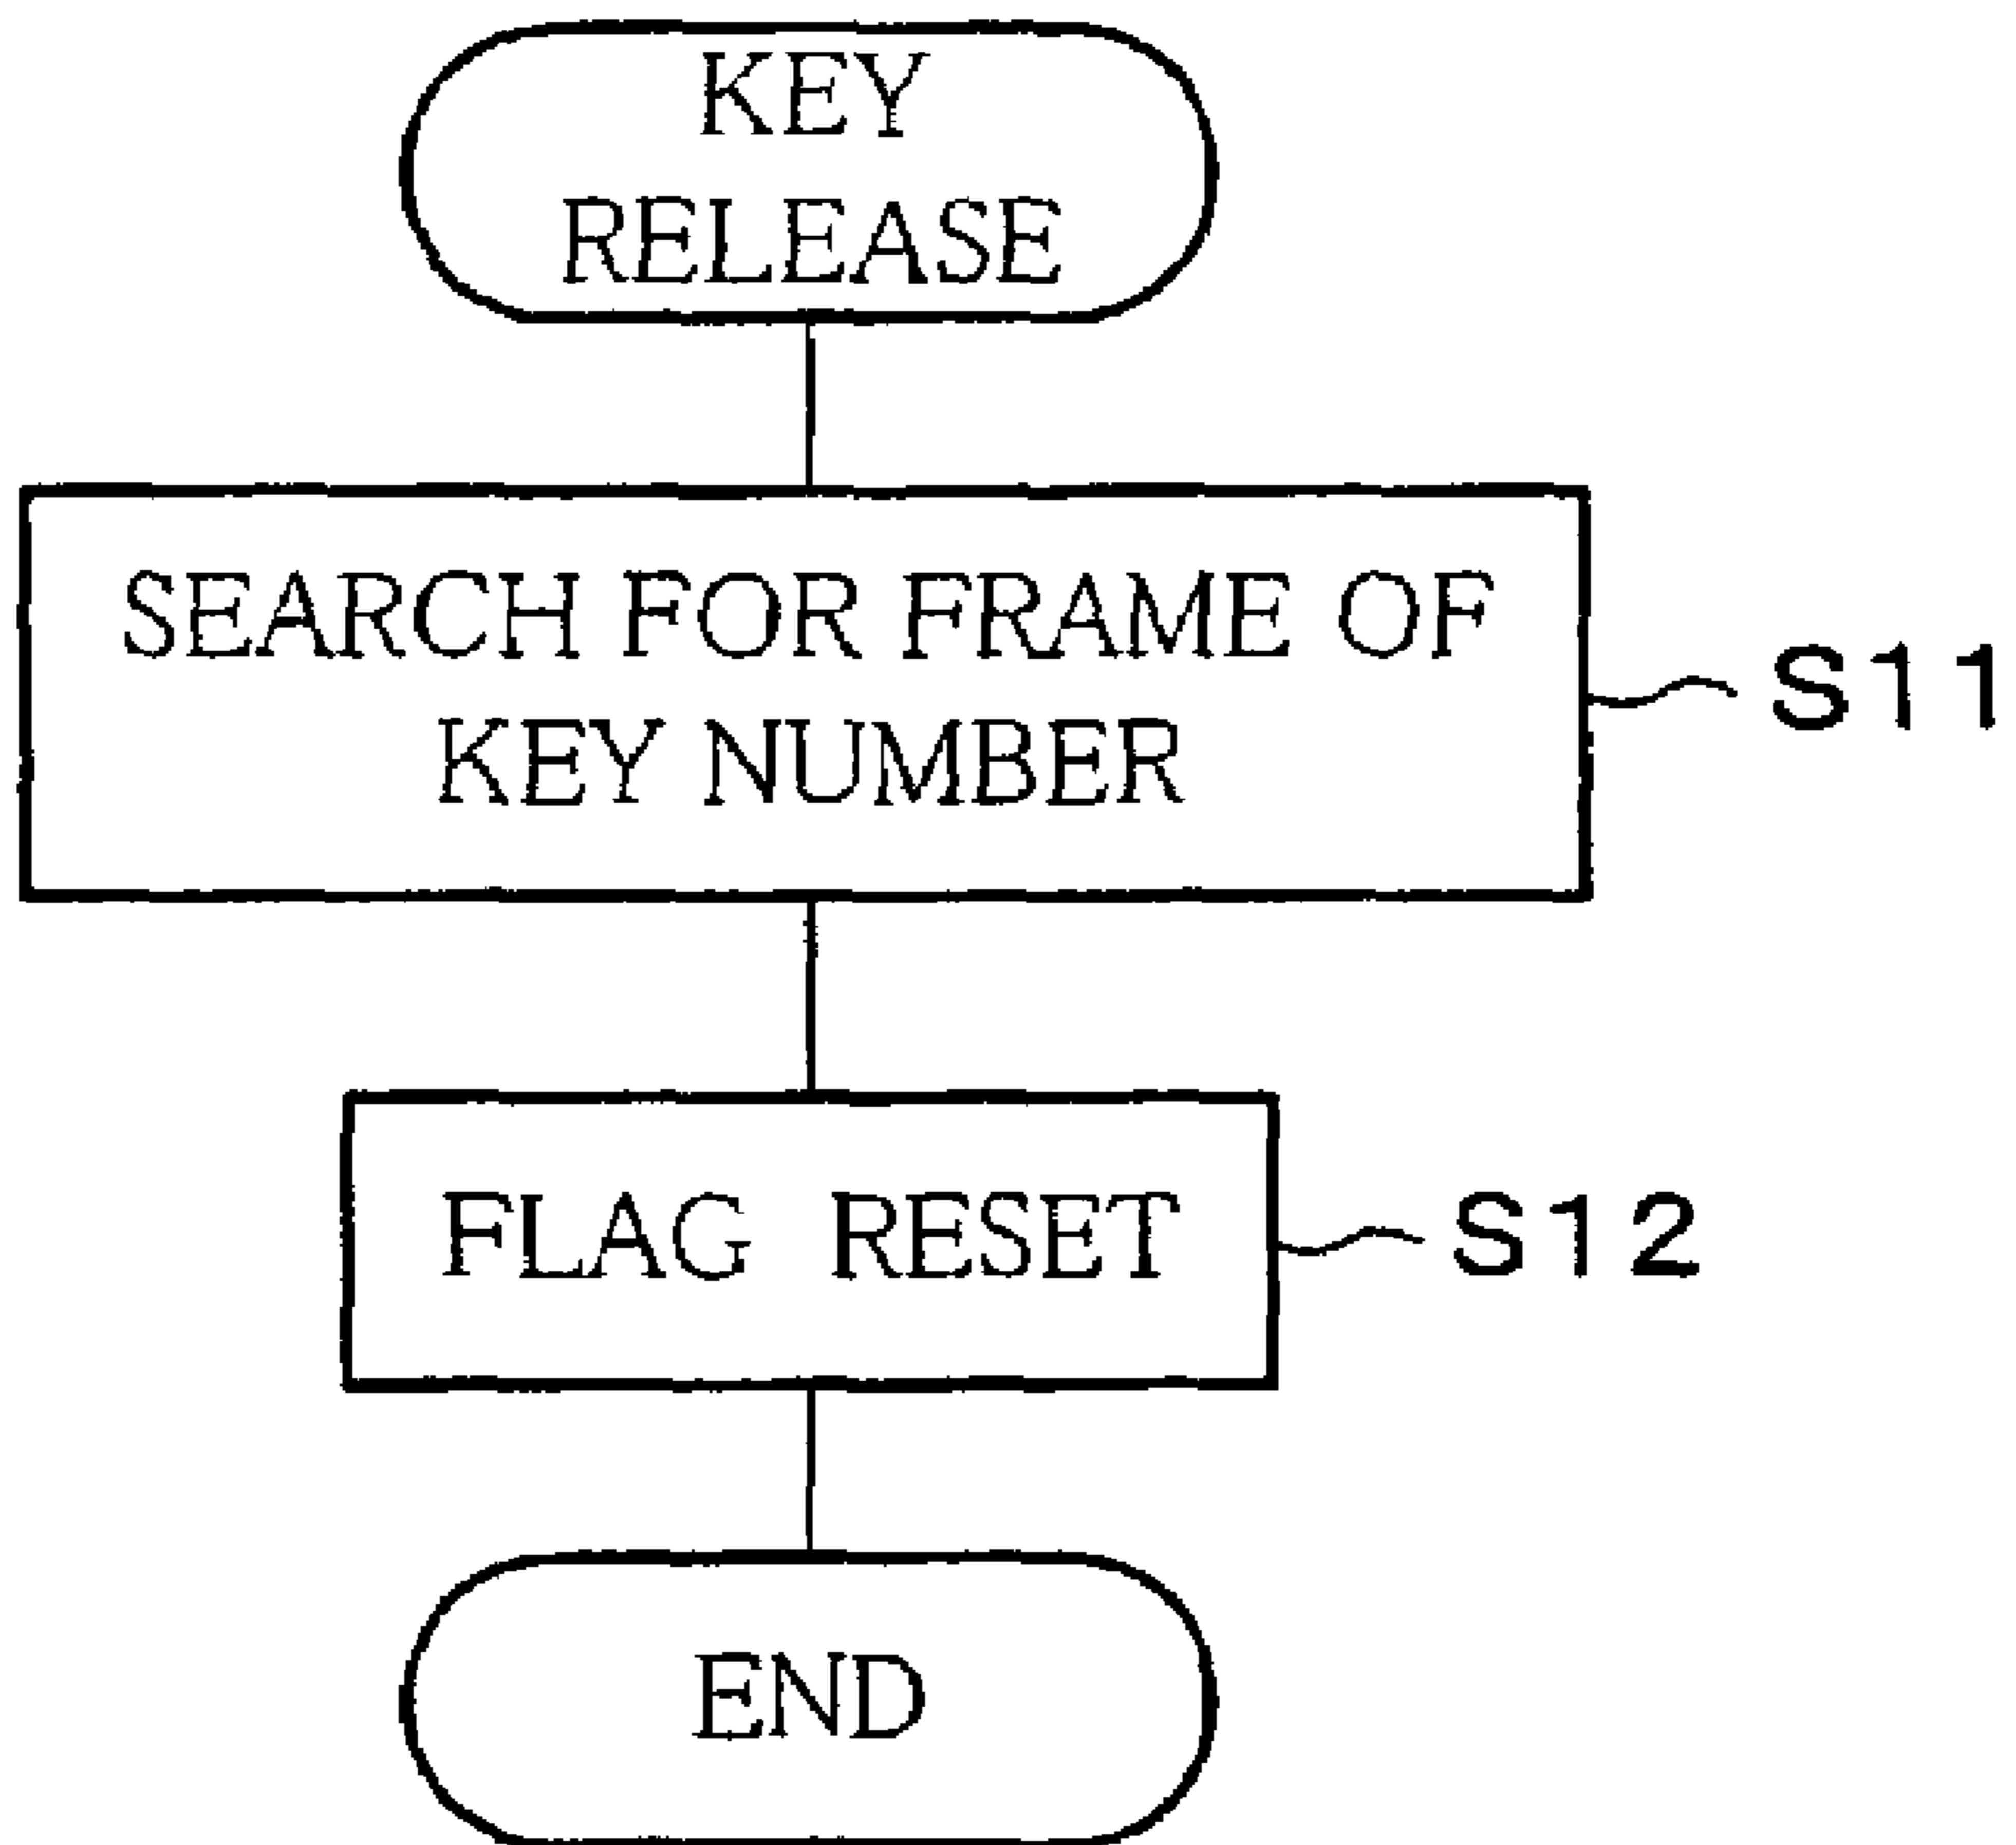 KEY
RELEASE
SEARCH FOR FRAME OF
KEY NUMBER
S11
FLAG RESET
S12
END